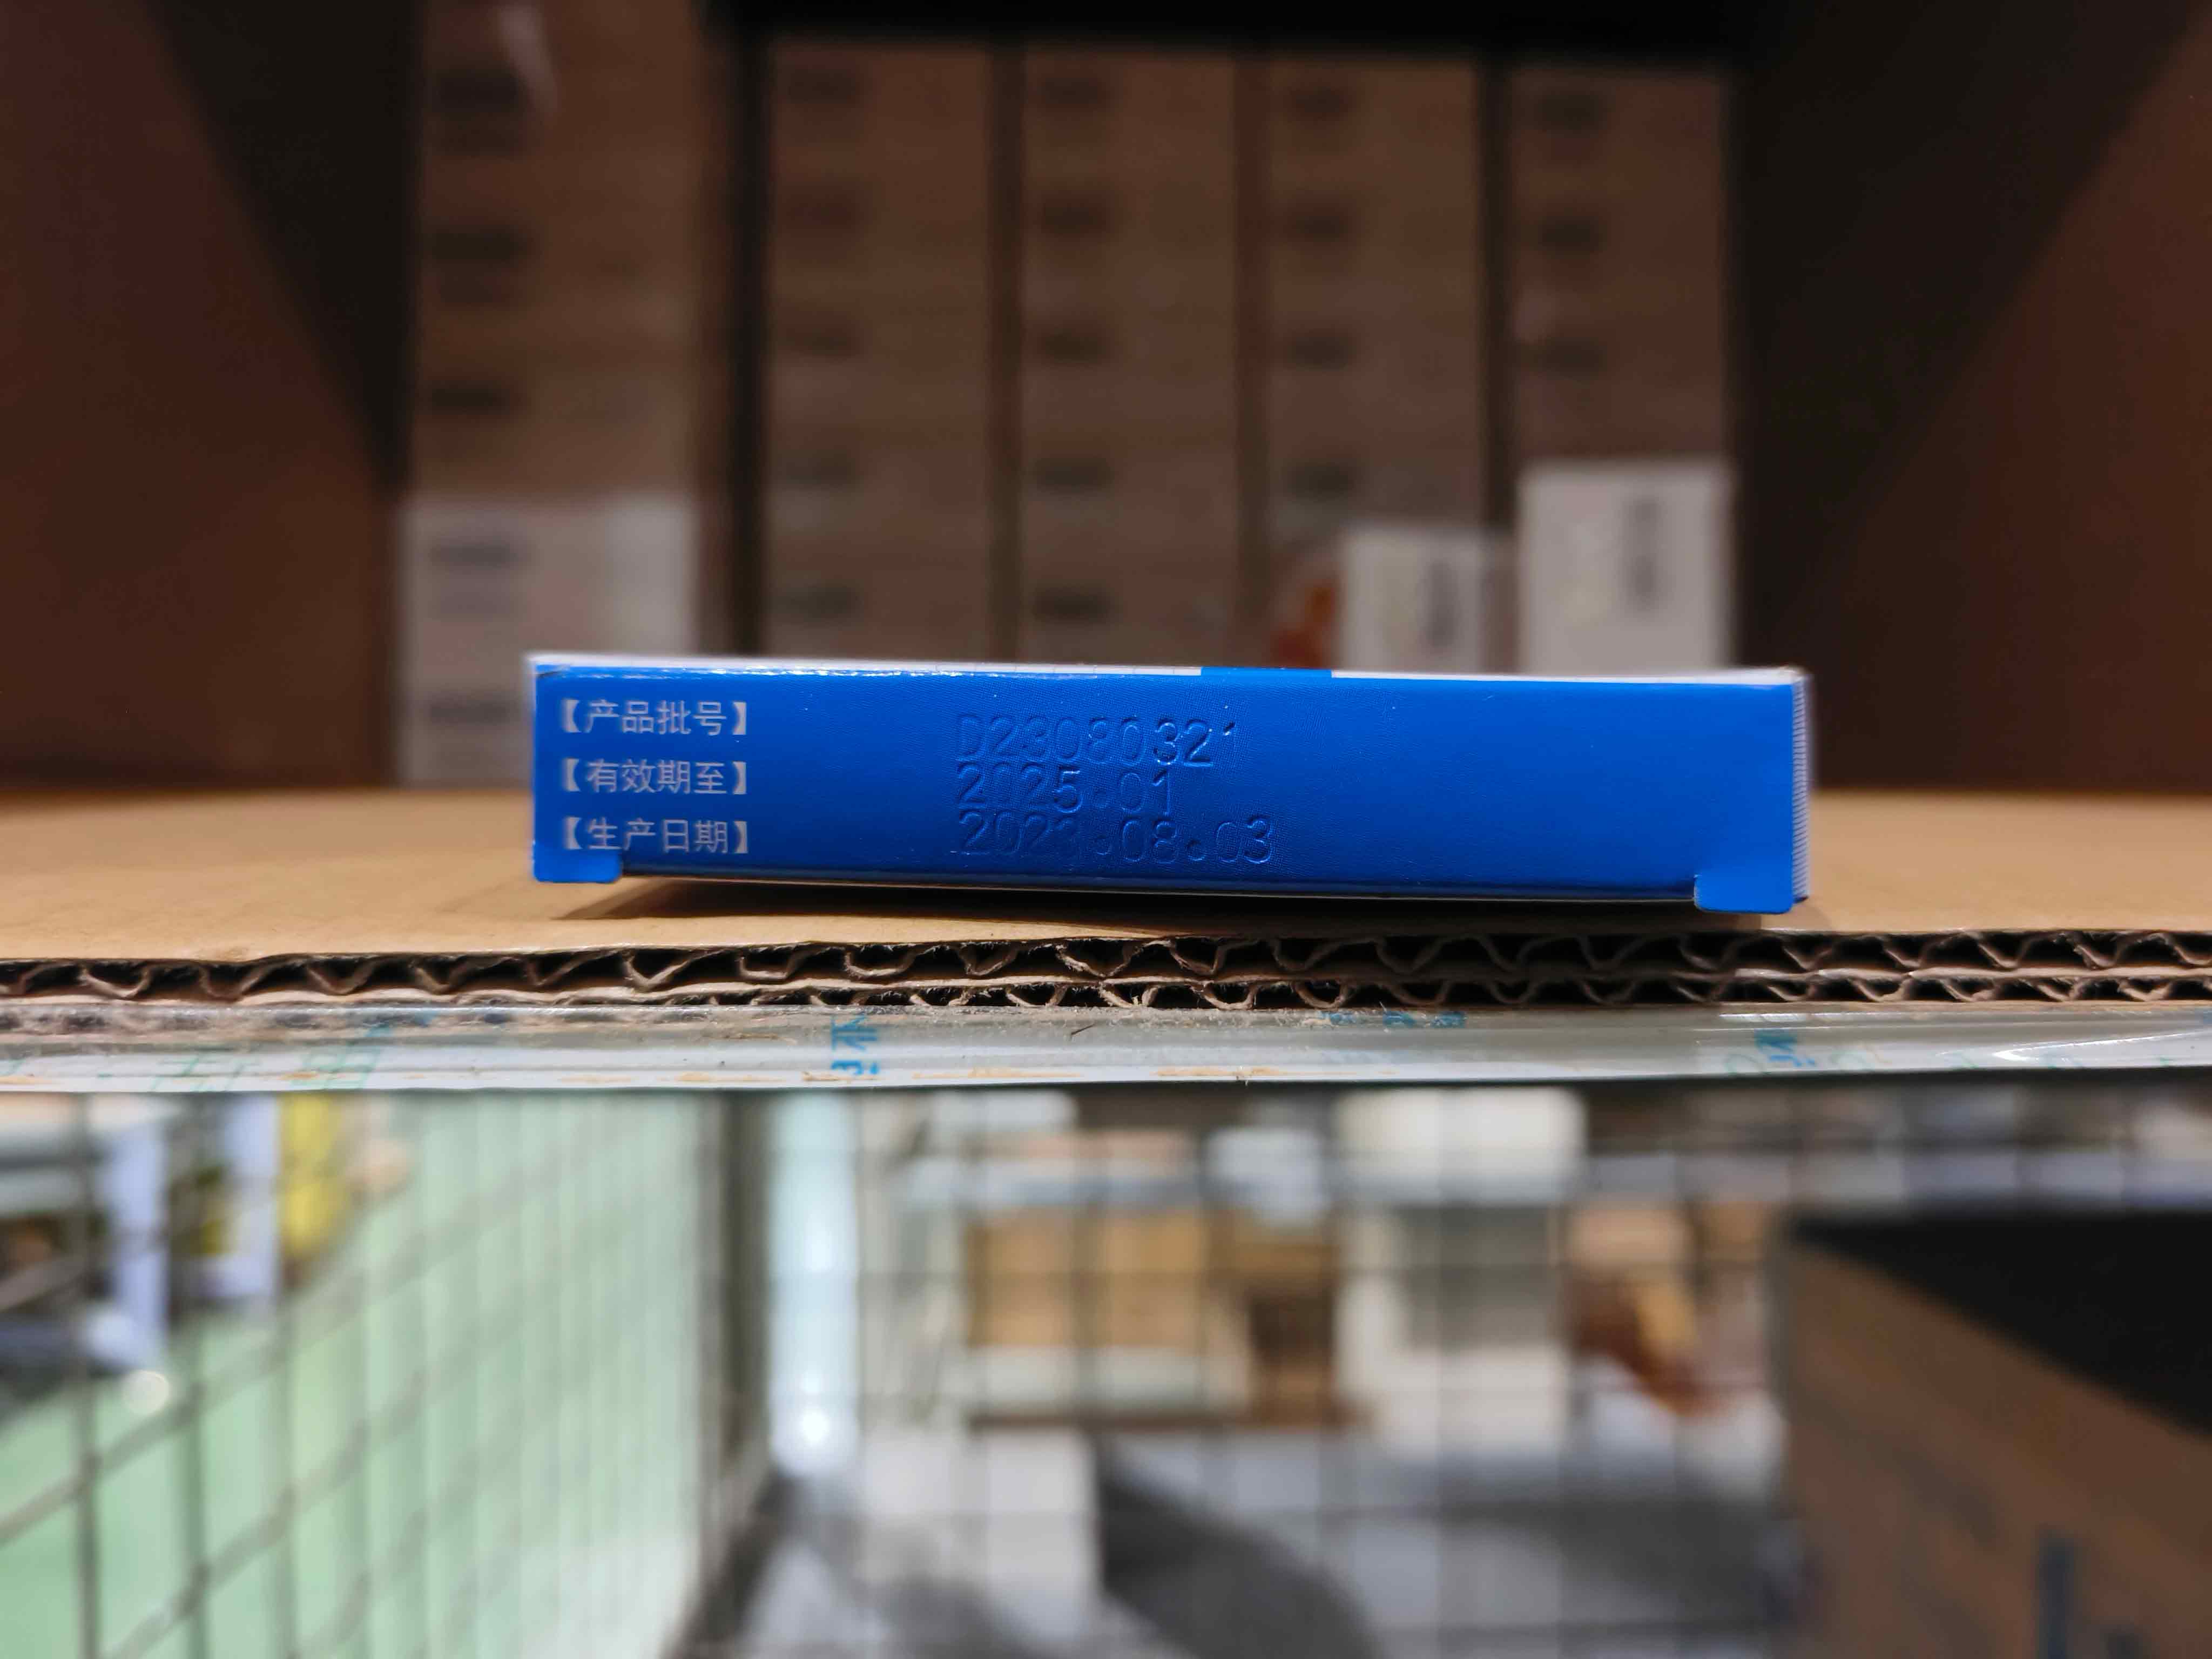 【产品批号】 D23080321
【有效期至】 2025.01
【生产日期】 2023.08.03